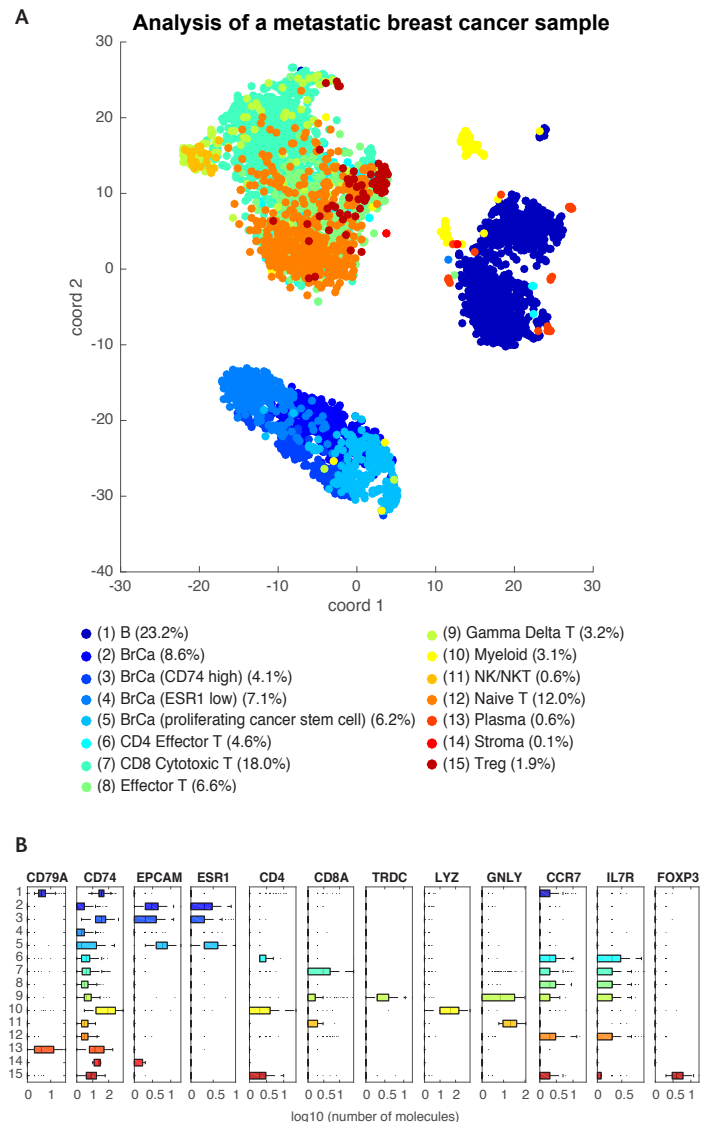 A
Analysis of a metastatic breast cancer sample
30
20
10
0
-10
-20
-30
-40
coord 2
-30 -20 -10 0 10 20 30
coord 1
(1) B (23.2%)
(2) BrCa (8.6%)
(3) BrCa (CD74 high) (4.1%)
(4) BrCa (ESR1 low) (7.1%)
(5) BrCa (proliferating cancer stem cell) (6.2%)
(6) CD4 Effector T (4.6%)
(7) CD8 Cytotoxic T (18.0%)
(8) Effector T (6.6%)
(9) Gamma Delta T (3.2%)
(10) Myeloid (3.1%)
(11) NK/NKT (0.6%)
(12) Naive T (12.0%)
(13) Plasma (0.6%)
(14) Stroma (0.1%)
(15) Treg (1.9%)
B
CD79A CD74 EPCAM ESR1 CD4 CD8A TRDC LYZ GNLY CCR7 IL7R FOXP3
1
2
3
4
5
6
7
8
9
10
11
12
13
14
15
0 1 0 1 2 0 0.5 1 0 1 0 0.5 1 0 0.5 1 0 0.5 1 0 1 2 0 1 2 0 0.5 1 0 0.5 1 0 0.5 1
log10 (number of molecules)